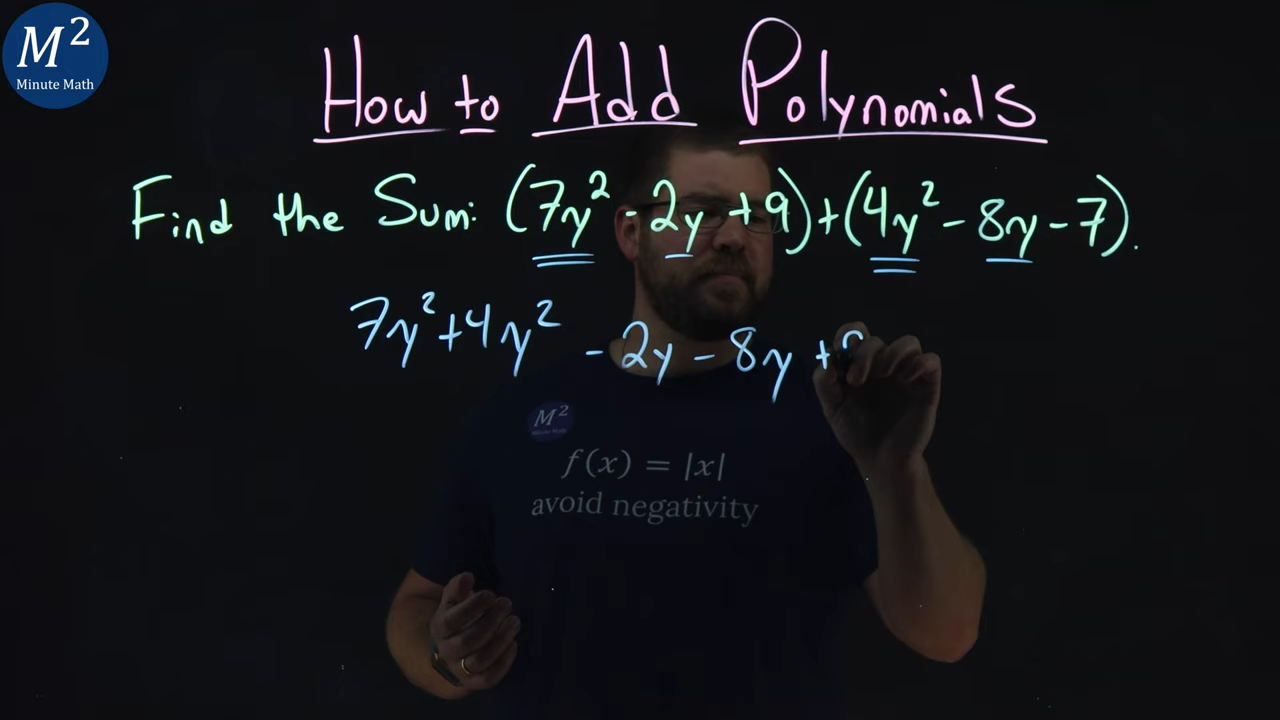 M²
Minute Math
How to Add Polynomials
Find the Sum: (7y² - 2y + 9) + (4y² - 8y - 7).
7y² + 4y² - 2y - 8y +
M²
Minute Math
f(x) = |x|
avoid negativity